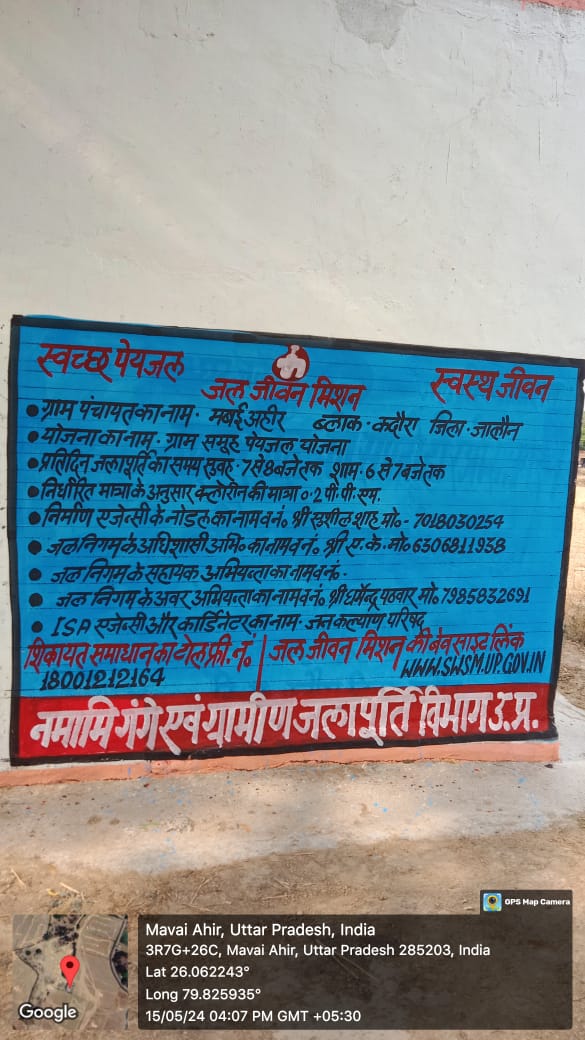 स्वच्छ पेयजल
जल जीवन मिशन
स्वस्थ जीवन
• ग्राम पंचायत का नाम · मबई अहीर ब्लाक · कदौरा जिला · जालौन
• योजना का नाम · ग्राम समूह पेयजल योजना
• प्रतिदिन जलापूर्ति का समय सुवह · 7 से 8 बजे तक शाम · 6 से 7 बजे तक
• निर्धारित मात्रा के अनुसार क्लोरीन की मात्रा 0·2 पी. पी. एम.
• निर्माण एजेन्सी के नोडल का नाम व नं. श्री सुशील शाह मो.- 7018030254
• जल निगम के अधिशासी अभि॰ का नाम व नं. श्री ए. के. मो॰ 6306811938
• जल निगम के सहायक अभियन्ता का नाम व नं॰ ·
• जल निगम के अवर अभियन्ता का नाम व नं॰ श्री धर्मेन्द्र पठवार मो॰ 7985832691
• ISA एजेन्सी और कार्डिनेटर का नाम · जन कल्याण परिषद
शिकायत समाधान का टोल फ्री. नं॰
18001212164
जल जीवन मिशन की बेवसाइट लिंक
WWW.SWSM.UP.GOV.IN
नमामि गंगे एवं ग्रामीण जलापूर्ति विभाग उ.प्र.
GPS Map Camera
Mavai Ahir, Uttar Pradesh, India
3R7G+26C, Mavai Ahir, Uttar Pradesh 285203, India
Lat 26.062243°
Long 79.825935°
15/05/24 04:07 PM GMT +05:30
Google